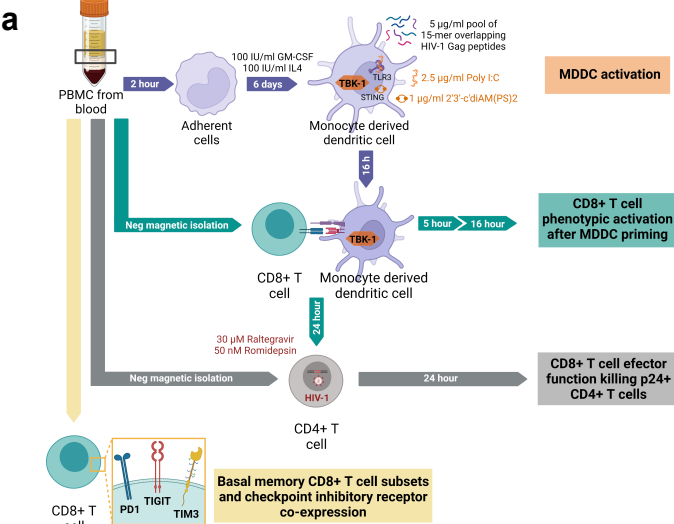 a
5 µg/ml pool of
15-mer overlapping
HIV-1 Gag peptides
100 IU/ml GM-CSF
100 IU/ml IL4
2 hour
6 days
TLR3
TBK-1
STING
2.5 µg/ml Poly I:C
1 µg/ml 2'3'-c'diAM(PS)2
MDDC activation
PBMC from
blood
Adherent
cells
Monocyte derived
dendritic cell
16 h
Neg magnetic isolation
TBK-1
5 hour
16 hour
CD8+ T cell
phenotypic activation
after MDDC priming
CD8+ T
cell
Monocyte derived
dendritic cell
24 hour
30 µM Raltegravir
50 nM Romidepsin
Neg magnetic isolation
HIV-1
24 hour
CD8+ T cell efector
function killing p24+
CD4+ T cells
CD4+ T
cell
PD1
TIGIT
TIM3
Basal memory CD8+ T cell subsets
and checkpoint inhibitory receptor
co-expression
CD8+ T
cell